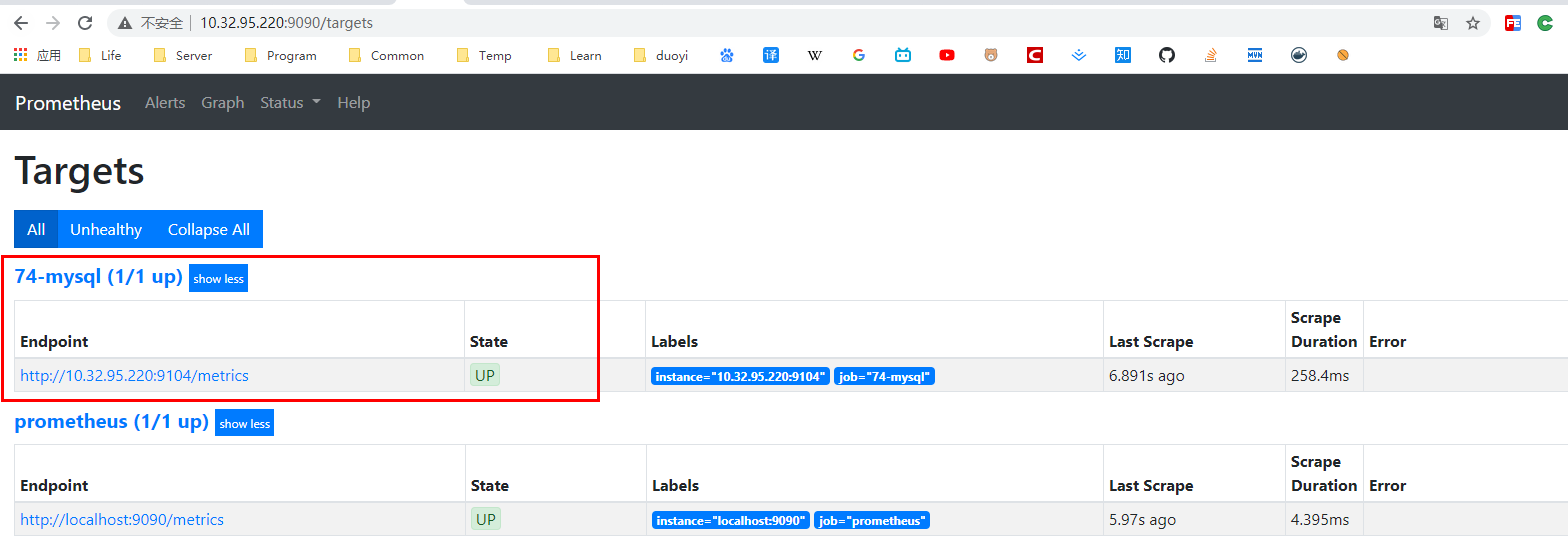 不安全 10.32.95.220:9090/targets
应用 Life Server Program Common Temp Learn duoyi
Prometheus Alerts Graph Status Help
Targets
All Unhealthy Collapse All
74-mysql (1/1 up) show less
Endpoint State Labels Last Scrape Scrape Duration Error
http://10.32.95.220:9104/metrics UP instance="10.32.95.220:9104" job="74-mysql" 6.891s ago 258.4ms
prometheus (1/1 up) show less
Endpoint State Labels Last Scrape Scrape Duration Error
http://localhost:9090/metrics UP instance="localhost:9090" job="prometheus" 5.97s ago 4.395ms